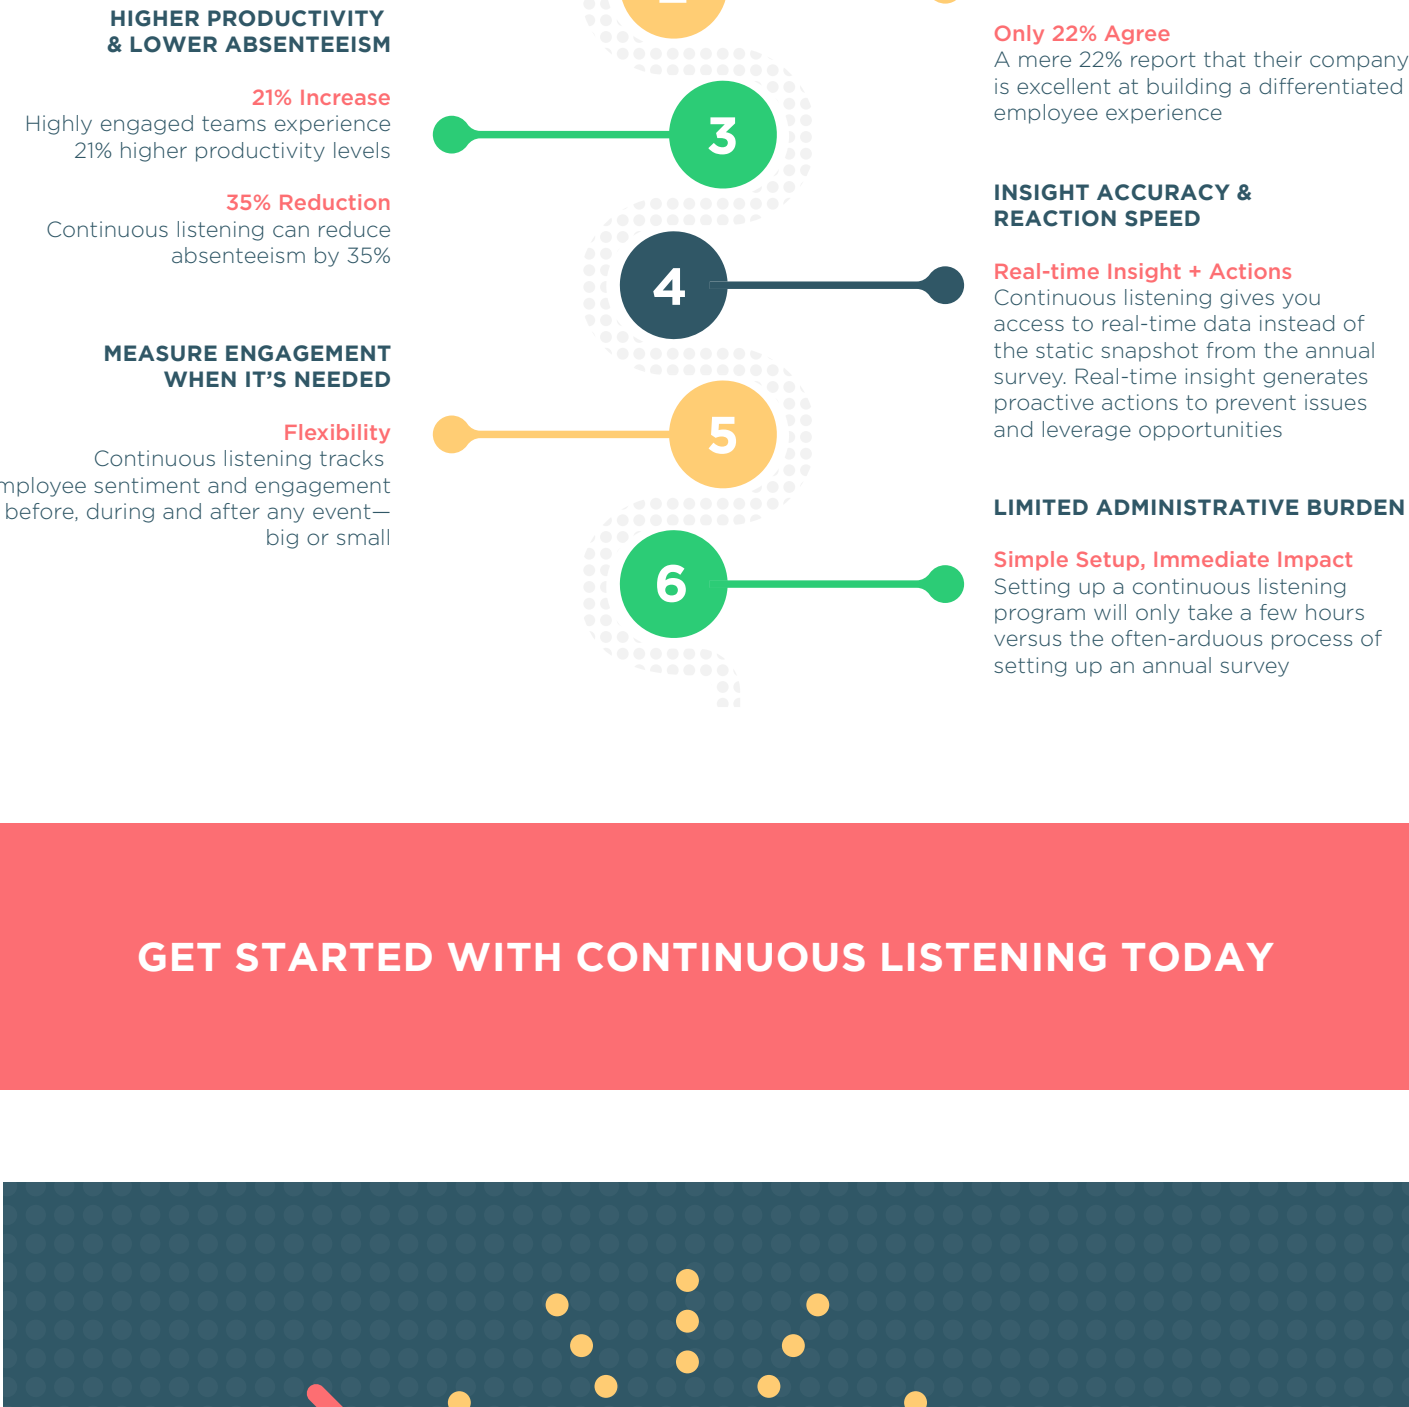 HIGHER PRODUCTIVITY
& LOWER ABSENTEEISM
21% Increase
Highly engaged teams experience
21% higher productivity levels
35% Reduction
Continuous listening can reduce
absenteeism by 35%
3
Only 22% Agree
A mere 22% report that their company
is excellent at building a differentiated
employee experience
4
INSIGHT ACCURACY &
REACTION SPEED
Real-time Insight + Actions
Continuous listening gives you
access to real-time data instead of
the static snapshot from the annual
survey. Real-time insight generates
proactive actions to prevent issues
and leverage opportunities
MEASURE ENGAGEMENT
WHEN IT’S NEEDED
Flexibility
Continuous listening tracks
mployee sentiment and engagement
before, during and after any event—
big or small
5
6
LIMITED ADMINISTRATIVE BURDEN
Simple Setup, Immediate Impact
Setting up a continuous listening
program will only take a few hours
versus the often-arduous process of
setting up an annual survey
GET STARTED WITH CONTINUOUS LISTENING TODAY